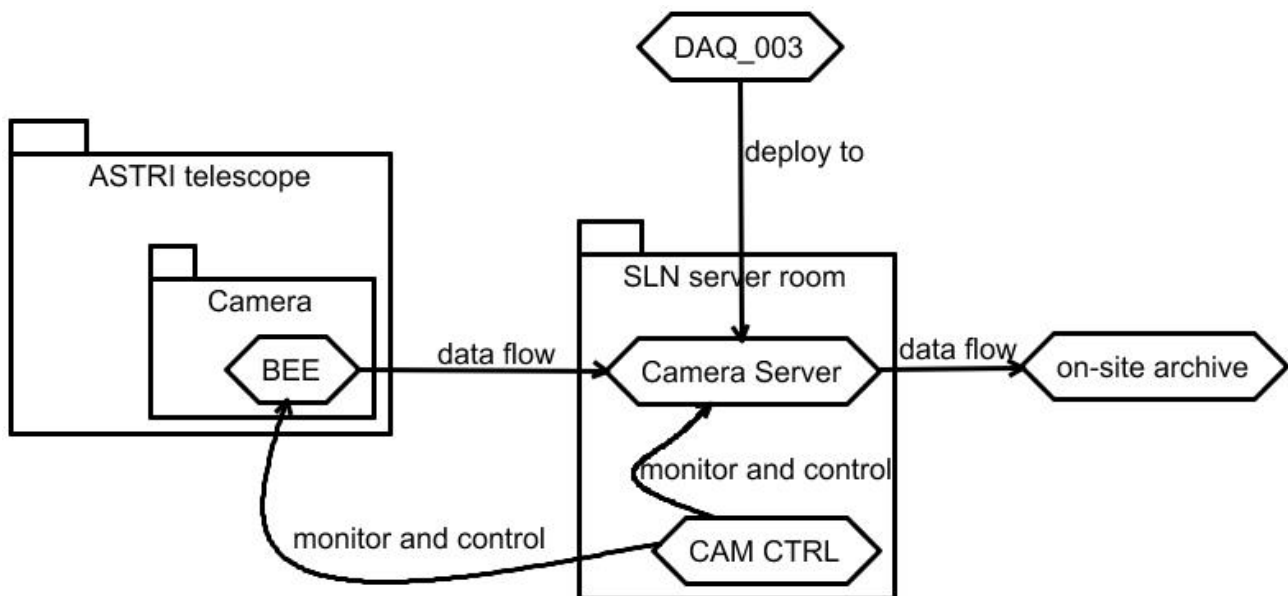 DAQ_003
deploy to
ASTRI telescope
SLN server room
Camera
BEE
data flow
Camera Server
data flow
on-site archive
monitor and control
monitor and control
CAM CTRL